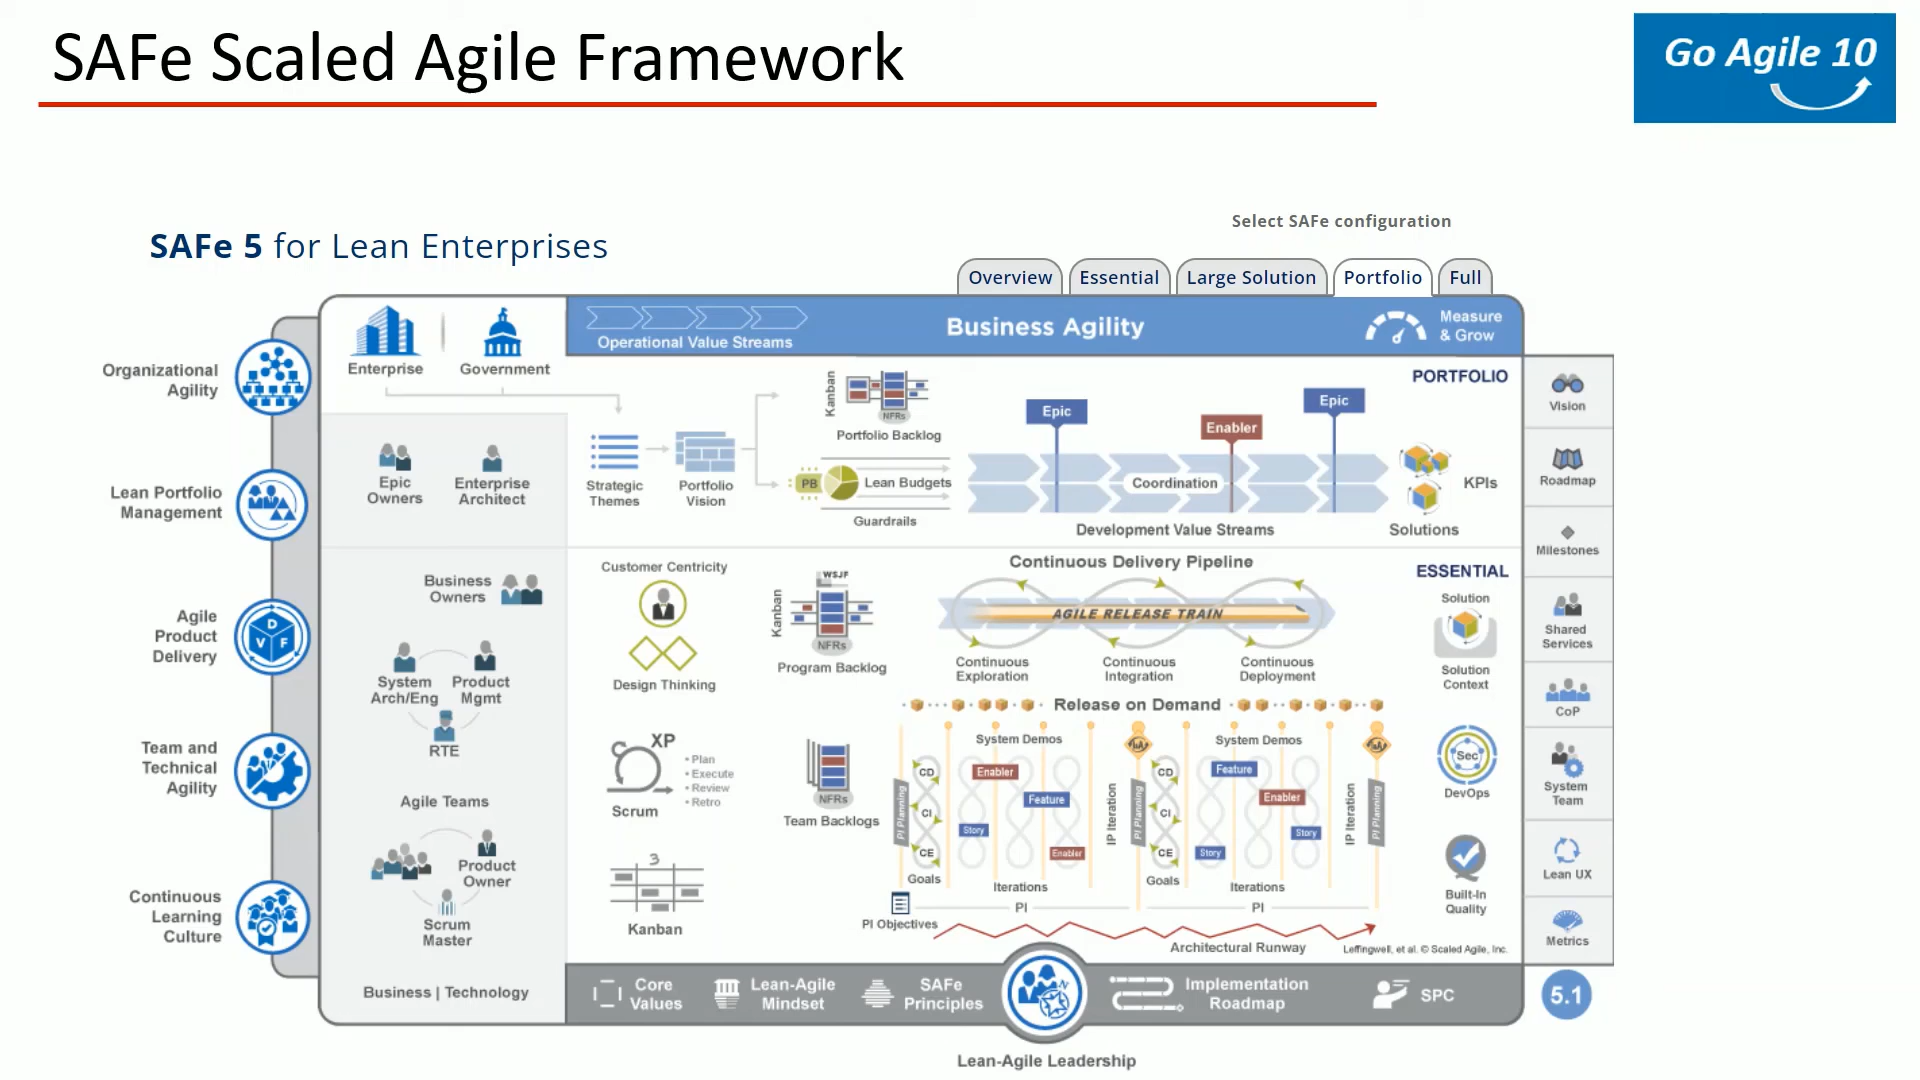 SAFe Scaled Agile Framework
Go Agile 10
SAFe 5 for Lean Enterprises
Select SAFe configuration
Overview
Essential
Large Solution
Portfolio
Full
Organizational
Agility
Lean Portfolio
Management
Agile
Product
Delivery
Team and
Technical
Agility
Continuous
Learning
Culture
Enterprise
Government
Operational Value Streams
Business Agility
Measure
& Grow
PORTFOLIO
Epic
Owners
Enterprise
Architect
Strategic
Themes
Portfolio
Vision
Kanban
NFRs
Portfolio Backlog
PB
Lean Budgets
Guardrails
Epic
Enabler
Epic
Coordination
Development Value Streams
KPIs
Solutions
ESSENTIAL
Business
Owners
System
Arch/Eng
Product
Mgmt
RTE
Agile Teams
Product
Owner
Scrum
Master
Business | Technology
Customer Centricity
Design Thinking
WSJF
Kanban
NFRs
Program Backlog
Continuous Delivery Pipeline
AGILE RELEASE TRAIN
Continuous
Exploration
Continuous
Integration
Continuous
Deployment
Solution
Solution
Context
Release on Demand
XP
• Plan
• Execute
• Review
• Retro
Scrum
NFRs
Team Backlogs
3
Kanban
System Demos
PI Planning
CD
CI
CE
Goals
Enabler
Feature
Story
Enabler
Iterations
IP Iteration
PI Planning
System Demos
CD
CI
CE
Goals
Feature
Enabler
Story
Story
Iterations
IP Iteration
PI Planning
PI Objectives
PI
PI
Architectural Runway
Leffingwell, et al. © Scaled Agile, Inc.
Sec
DevOps
Built-In
Quality
Vision
Roadmap
Milestones
Shared
Services
CoP
System
Team
Lean UX
Metrics
5.1
Core
Values
Lean-Agile
Mindset
SAFe
Principles
Implementation
Roadmap
SPC
Lean-Agile Leadership
D
V
F